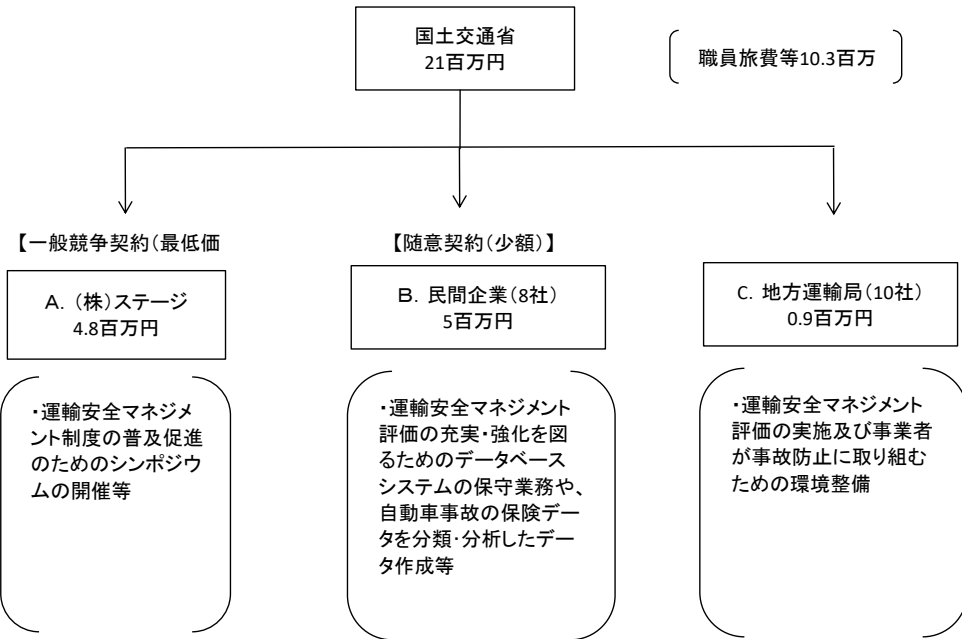 国土交通省
21百万円
職員旅費等10.3百万
【一般競争契約(最低価
A. (株)ステージ
4.8百万円
・運輸安全マネジメ
ント制度の普及促進
のためのシンポジウ
ムの開催等
【随意契約(少額)】
B. 民間企業(8社)
5百万円
・運輸安全マネジメント
評価の充実・強化を図
るためのデータベース
システムの保守業務や、
自動車事故の保険デー
タを分類・分析したデー
タ作成等
C. 地方運輸局(10社)
0.9百万円
・運輸安全マネジメント
評価の実施及び事業者
が事故防止に取り組む
ための環境整備